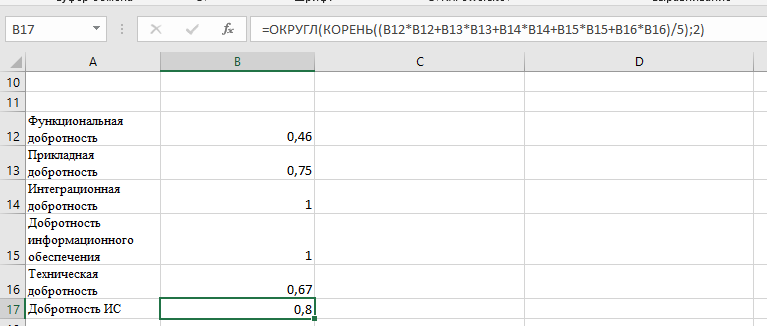 B17
fx
=ОКРУГЛ(КОРЕНЬ((B12*B12+B13*B13+B14*B14+B15*B15+B16*B16)/5);2)
A B C D
10
11
Функциональная
12 добротность 0,46
Прикладная
13 добротность 0,75
Интеграционная
14 добротность 1
Добротность
информационного
15 обеспечения 1
Техническая
16 добротность 0,67
17 Добротность ИС 0,8